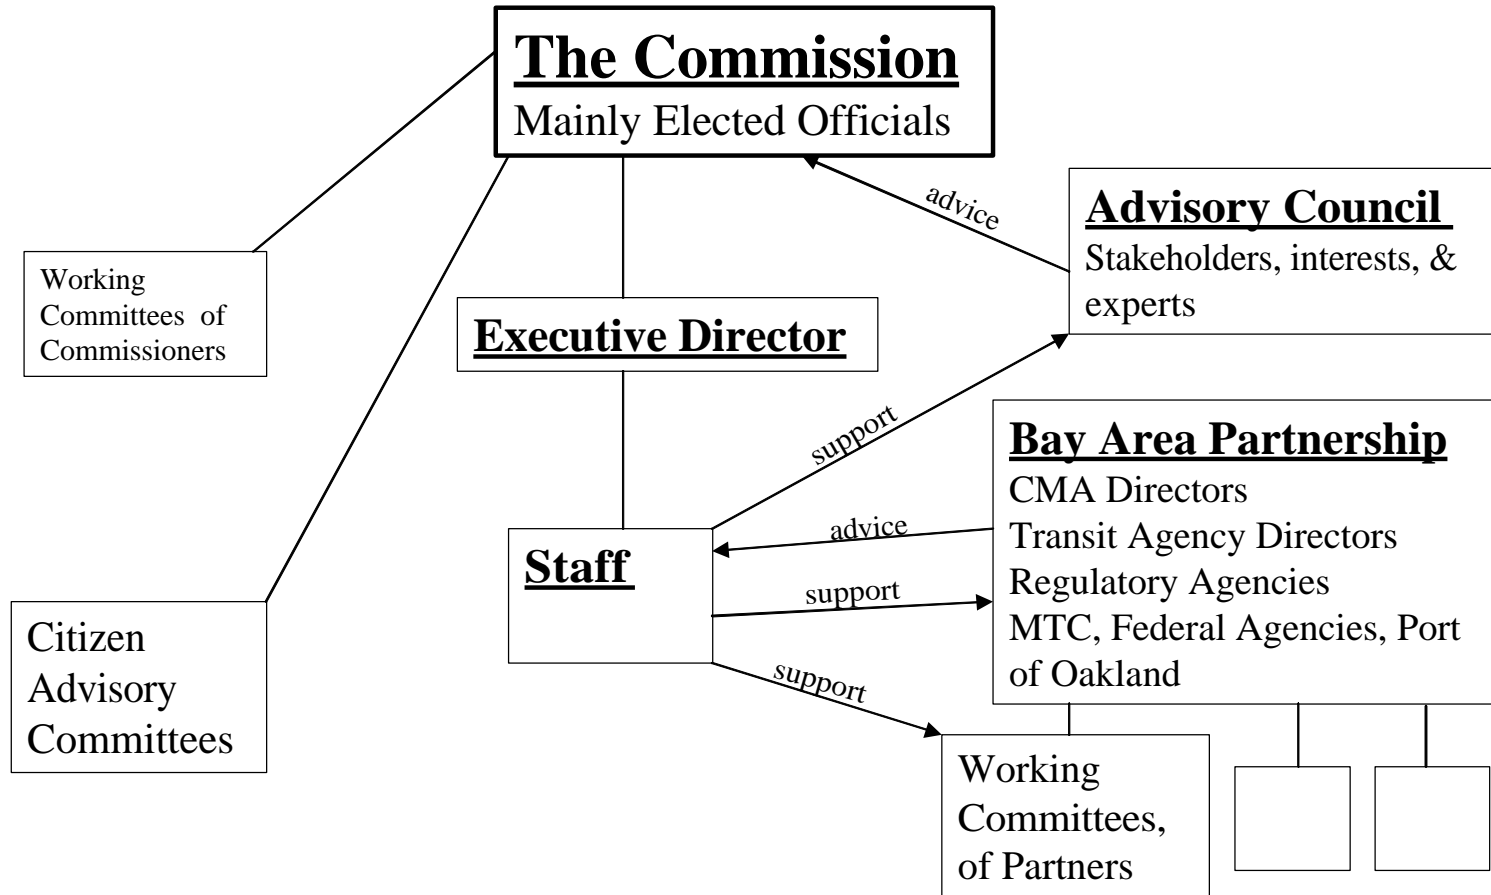 The Commission
Mainly Elected Officials
advice
Advisory Council
Stakeholders, interests, &
experts
Working
Committees of
Commissioners
Executive Director
support
Bay Area Partnership
CMA Directors
Transit Agency Directors
Regulatory Agencies
MTC, Federal Agencies, Port
of Oakland
advice
Staff
support
support
Citizen
Advisory
Committees
Working
Committees,
of Partners